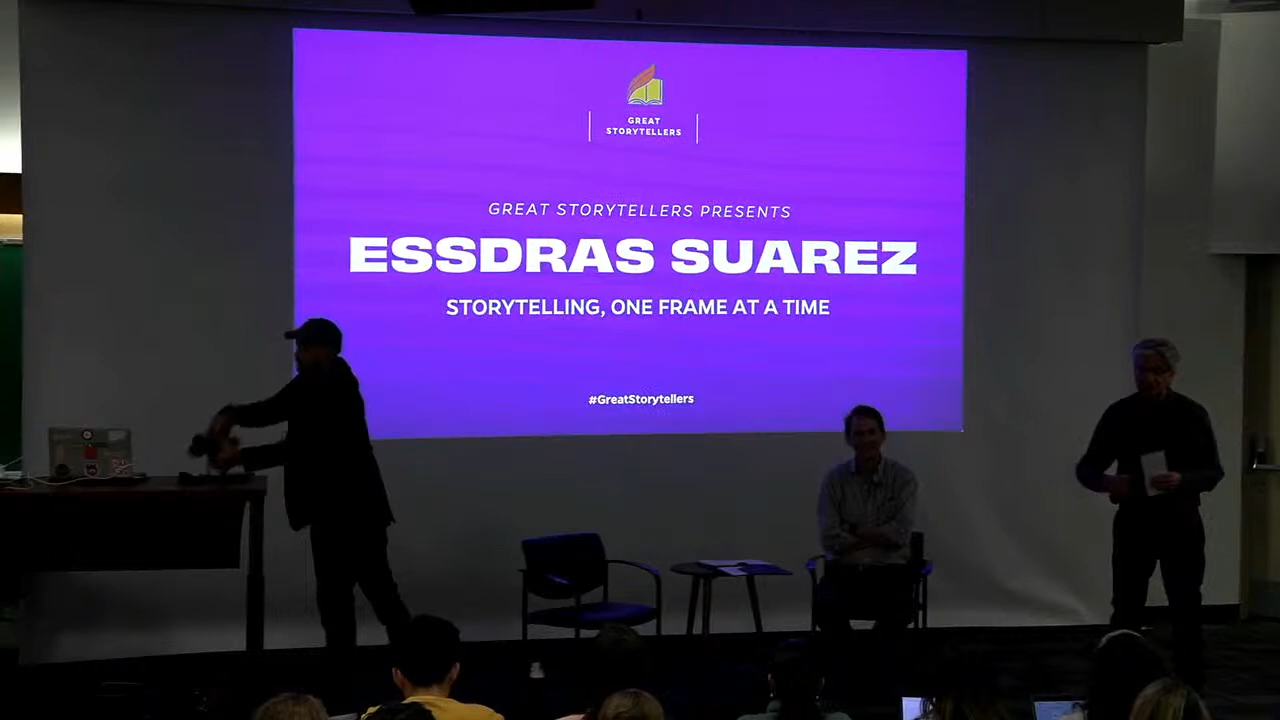 GREAT
STORYTELLERS
GREAT STORYTELLERS PRESENTS
ESSDRAS SUAREZ
STORYTELLING, ONE FRAME AT A TIME
#GreatStorytellers